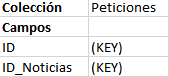 Colección Peticiones
Campos
ID (KEY)
ID_Noticias (KEY)